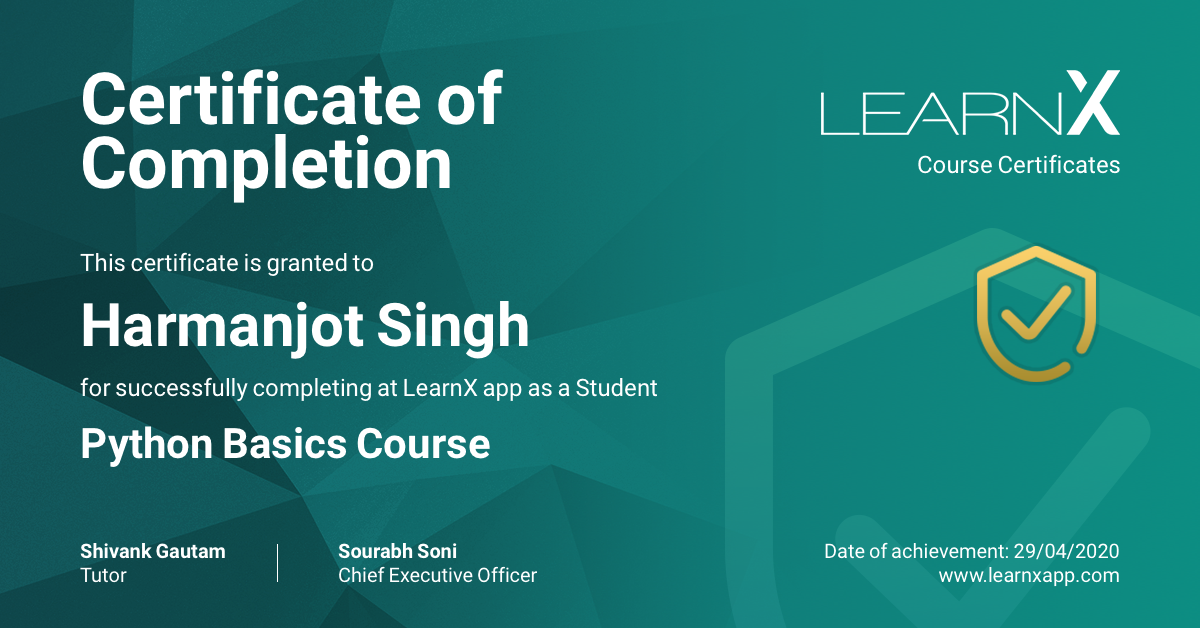 Certificate of
Completion
LEARNX
Course Certificates
This certificate is granted to
Harmanjot Singh
for successfully completing at LearnX app as a Student
Python Basics Course
Shivank Gautam
Tutor
Sourabh Soni
Chief Executive Officer
Date of achievement: 29/04/2020
www.learnxapp.com